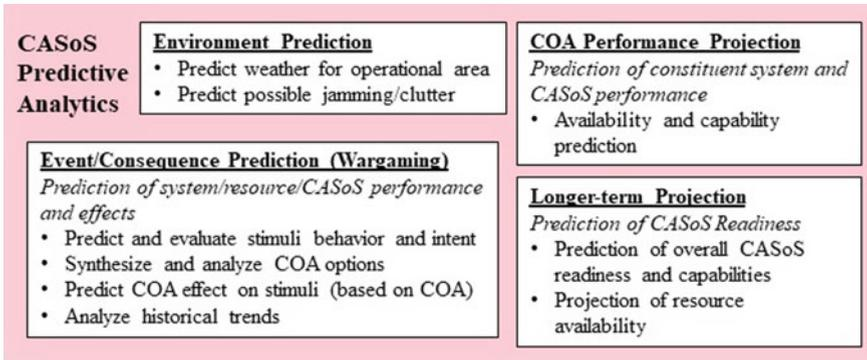 CASoS
Predictive
Analytics
Environment Prediction
• Predict weather for operational area
• Predict possible jamming/clutter
Event/Consequence Prediction (Wargaming)
Prediction of system/resource/CASoS performance
and effects
• Predict and evaluate stimuli behavior and intent
• Synthesize and analyze COA options
• Predict COA effect on stimuli (based on COA)
• Analyze historical trends
COA Performance Projection
Prediction of constituent system and
CASoS performance
• Availability and capability
prediction
Longer-term Projection
Prediction of CASoS Readiness
• Prediction of overall CASoS
readiness and capabilities
• Projection of resource
availability